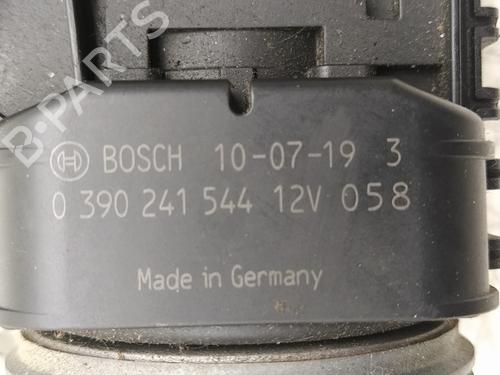 B-PARTS
BOSCH 10-07-19 3
0 390 241 544 12V 058
Made in Germany